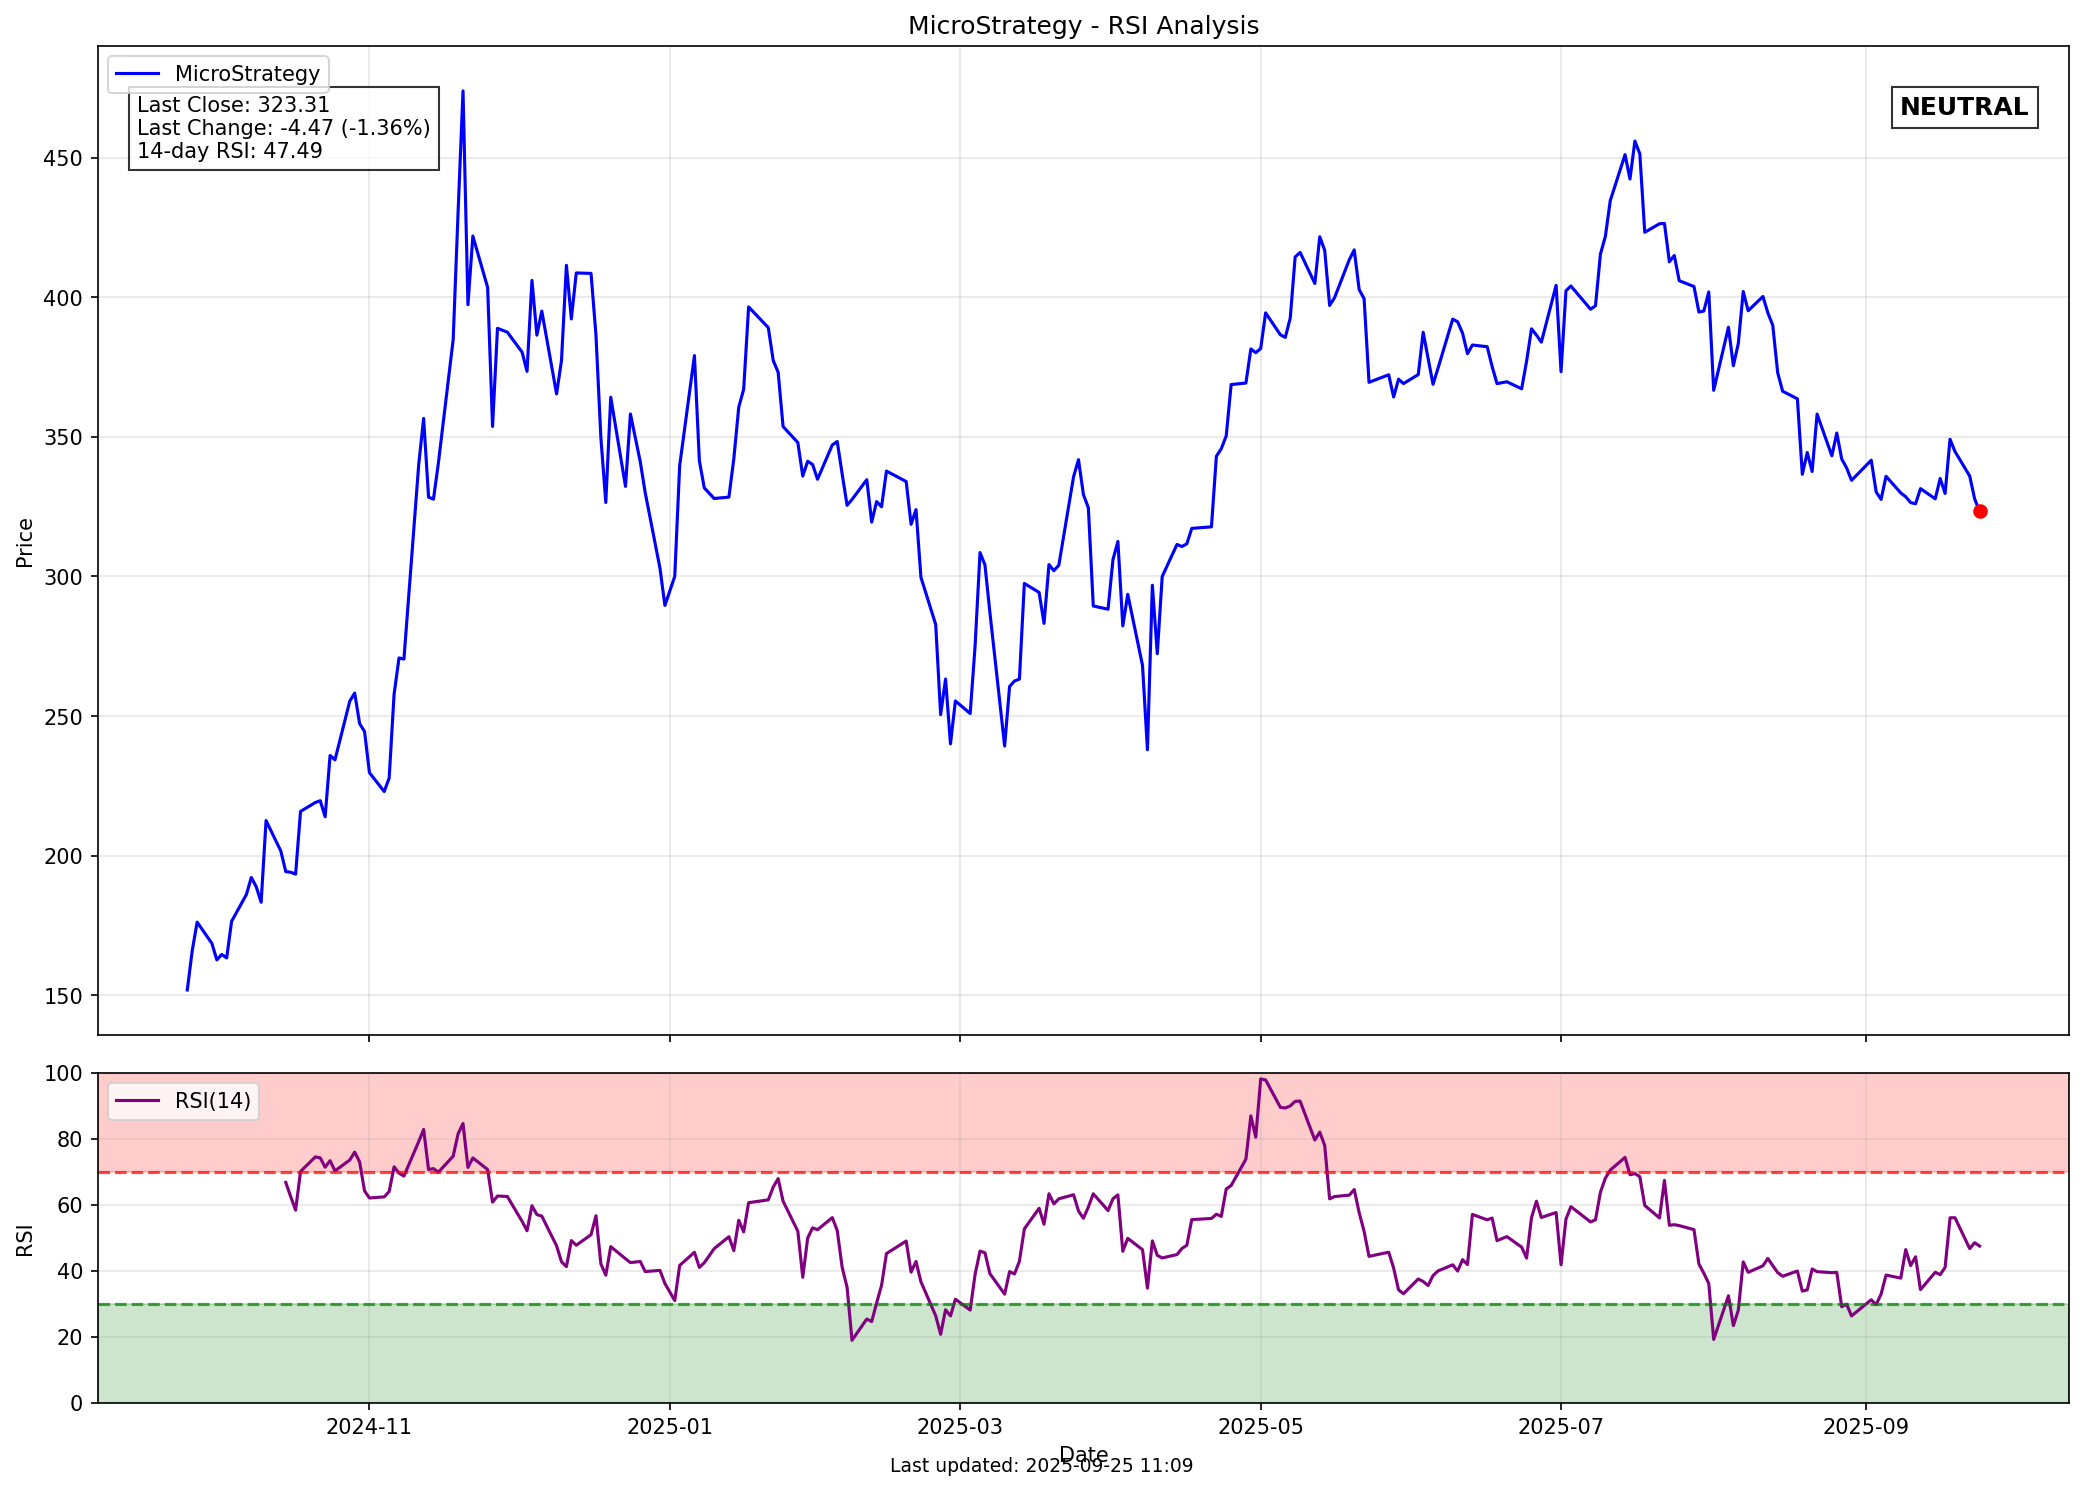 MicroStrategy - RSI Analysis
MicroStrategy
Last Close: 323.31
Last Change: -4.47 (-1.36%)
14-day RSI: 47.49
NEUTRAL
Price
450
400
350
300
250
200
150
RSI(14)
RSI
100
80
60
40
20
0
2024-11
2025-01
2025-03
2025-05
2025-07
2025-09
Date
Last updated: 2025-09-25 11:09